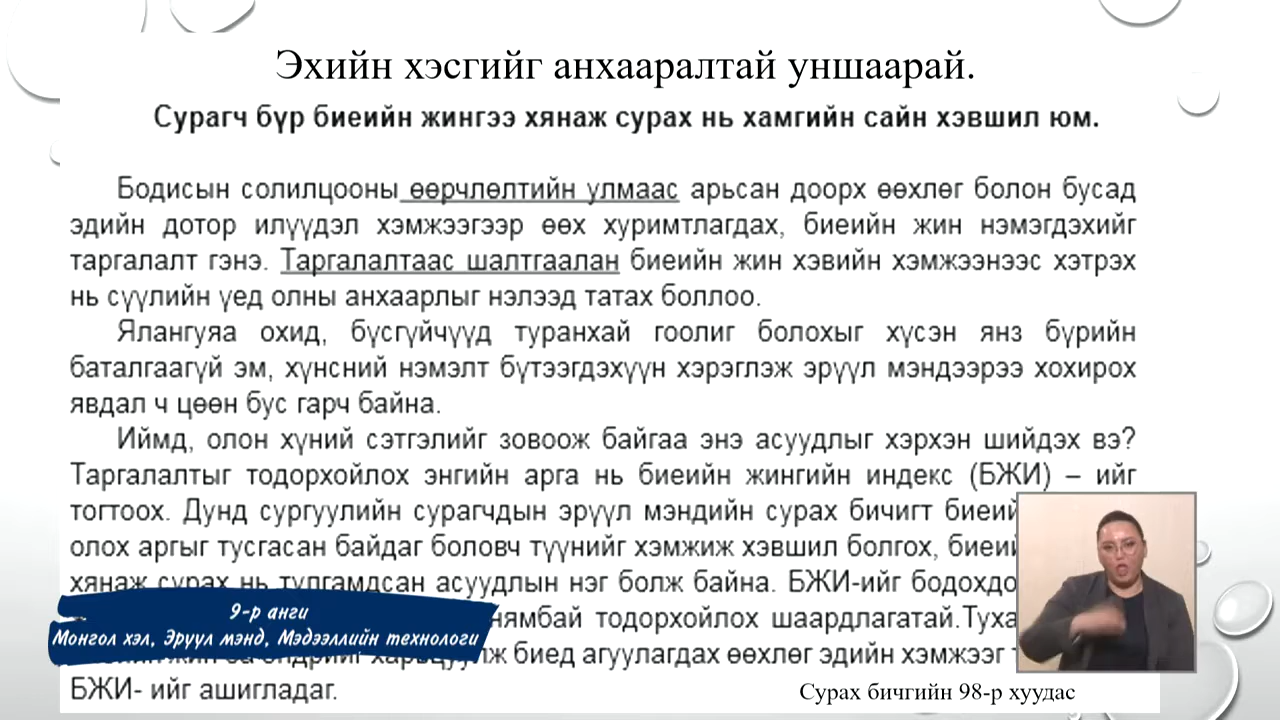 Эхийн хэсгийг анхааралтай уншаарай.
Сурагч бүр биеийн жингээ хянаж сурах нь хамгийн сайн хэвшил юм.
Бодисын солилцооны өөрчлөлтийн улмаас арьсан доорх өөхлөг болон бусад
эдийн дотор илүүдэл хэмжээгээр өөх хуримтлагдах, биеийн жин нэмэгдэхийг
таргалалт гэнэ. Таргалалтаас шалтгаалан биеийн жин хэвийн хэмжээнээс хэтрэх
нь сүүлийн үед олны анхаарлыг нэлээд татах боллоо.
Ялангуяа охид, бүсгүйчүүд туранхай гоолиг болохыг хүсэн янз бүрийн
баталгаагүй эм, хүнсний нэмэлт бүтээгдэхүүн хэрэглэж эрүүл мэндээрээ хохирох
явдал ч цөөн бус гарч байна.
Иймд, олон хүний сэтгэлийг зовоож байгаа энэ асуудлыг хэрхэн шийдэх вэ?
Таргалалтыг тодорхойлох энгийн арга нь биеийн жингийн индекс (БЖИ) – ийг
тогтоох. Дунд сургуулийн сурагчдын эрүүл мэндийн сурах бичигт биеий
олох аргыг тусгасан байдаг боловч түүнийг хэмжиж хэвшил болгох, биеий
хянаж сурах нь тулгамдсан асуудлын нэг болж байна. БЖИ-ийг бодохдо
нямбай тодорхойлох шаардлагатай.Туха
өндрийг харьцуулж биед агуулагдах өөхлөг эдийн хэмжээг
БЖИ- ийг ашигладаг.
Сурах бичгийн 98-р хуудас
9-р анги
Монгол хэл, Эрүүл мэнд, Мэдээллийн технологи